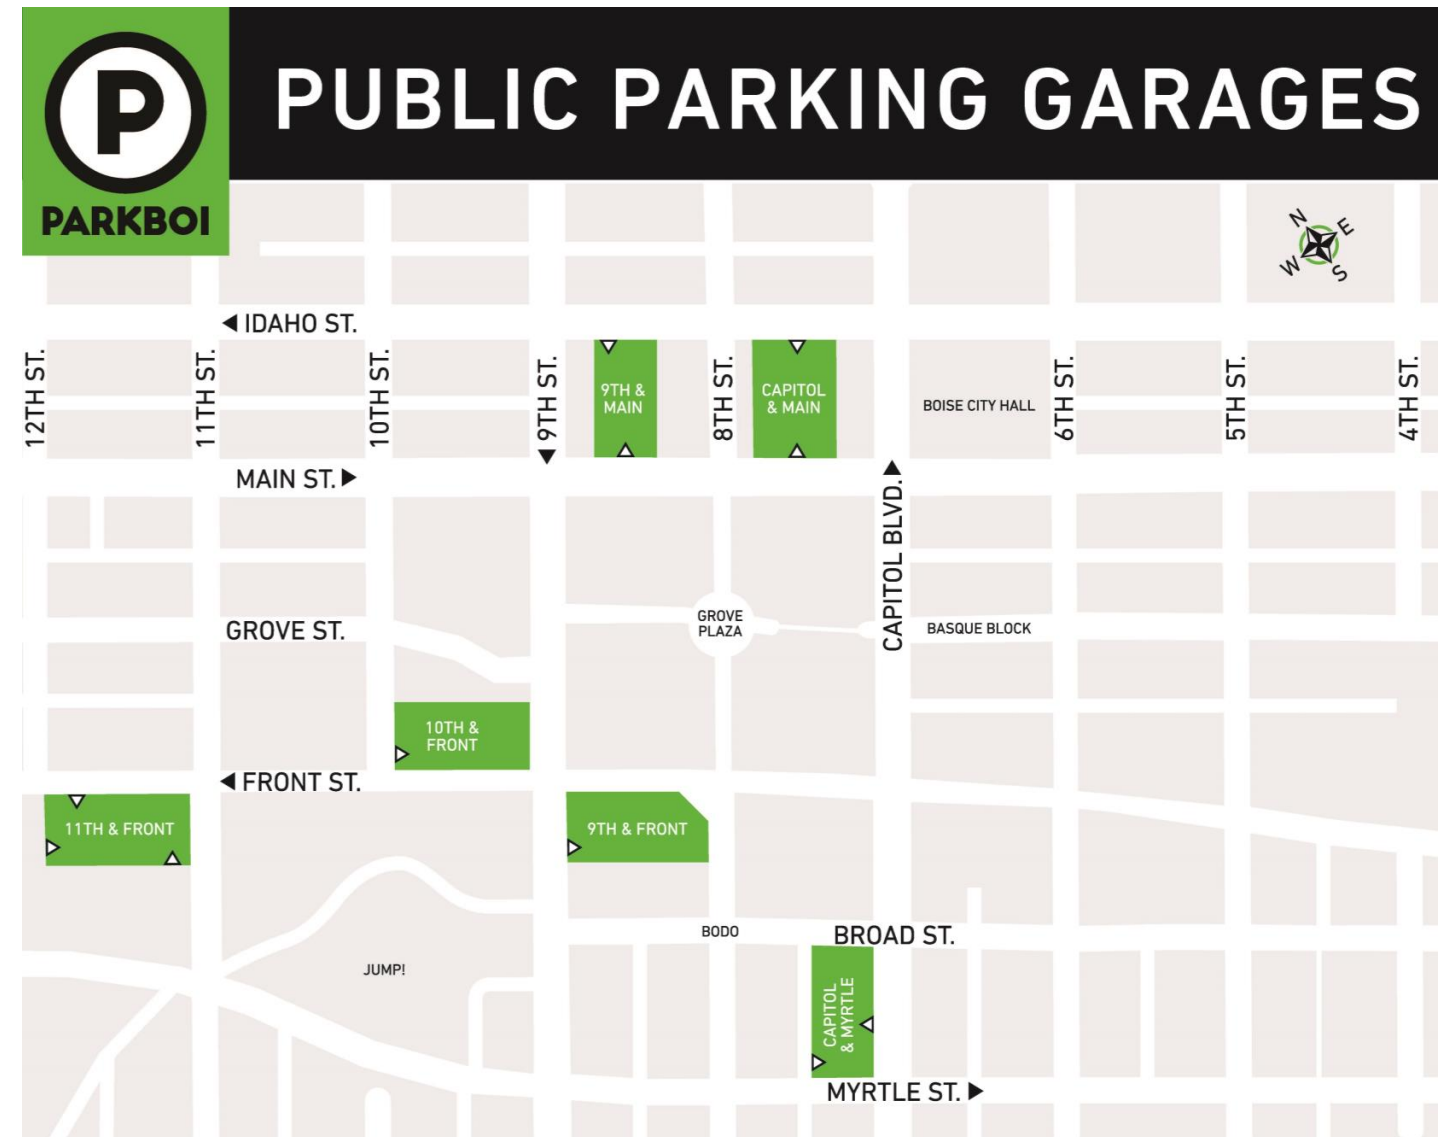 P
PARKBOI
PUBLIC PARKING GARAGES
N
E
W
S
IDAHO ST.
12TH ST.
11TH ST.
10TH ST.
9TH ST.
9TH &
MAIN
8TH ST.
CAPITOL
& MAIN
BOISE CITY HALL
6TH ST.
5TH ST.
4TH ST.
MAIN ST.
CAPITOL BLVD.
GROVE ST.
GROVE
PLAZA
BASQUE BLOCK
10TH &
FRONT
FRONT ST.
11TH & FRONT
9TH & FRONT
BODO
BROAD ST.
JUMP!
CAPITOL
& MYRTLE
MYRTLE ST.